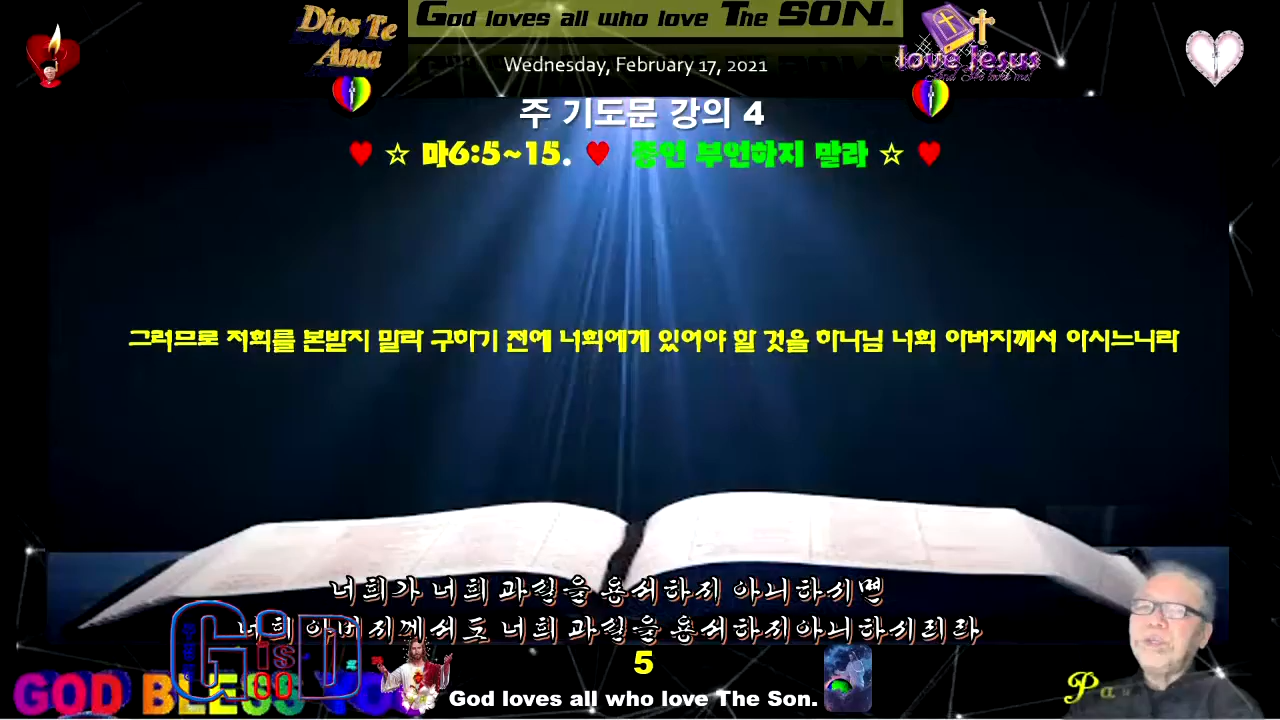 Dios Te
Ama
God loves all who love The SON.
love Jesus
And He loves me!
Wednesday, February 17, 2021
주 기도문 강의 4
♥ ☆ 마6:5~15. ♥ 중언 부언하지 말라 ☆ ♥
그러므로 저희를 본받지 말라 구하기 전에 너희에게 있어야 할 것을 하나님 너희 아버지께서 아시느니라
너희가 너희 과실을 용서하지 아니하시면
너희 아버지께서도 너희 과실을 용서하지아니하시리라
GOD
is
GOD BLESS
5
God loves all who love The Son.